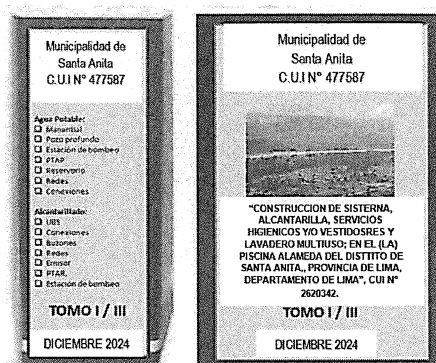 Municipalidad de
Santa Anita
C.U.I N° 477587
Agua Potable:
❑ Manantial
❑ Pozo profundo
❑ Estación de bombeo
❑ PTAP
❑ Reservorio
❑ Redes
❑ Conexiones
Alcantarillado:
❑ UBS
❑ Conexiones
❑ Buzones
❑ Redes
❑ Emisor
❑ PTAR,
❑ Estación de bombeo
TOMO I / III
DICIEMBRE 2024
Municipalidad de
Santa Anita
C.U.I N° 477587
"CONSTRUCCION DE SISTERNA,
ALCANTARILLA, SERVICIOS
HIGIENICOS Y/O VESTIDOSRES Y
LAVADERO MULTIUSO; EN EL (LA)
PISCINA ALAMEDA DEL DISTTITO DE
SANTA ANITA,, PROVINCIA DE LIMA,
DEPARTAMENTO DE LIMA", CUI N°
2620342.
TOMO I / III
DICIEMBRE 2024